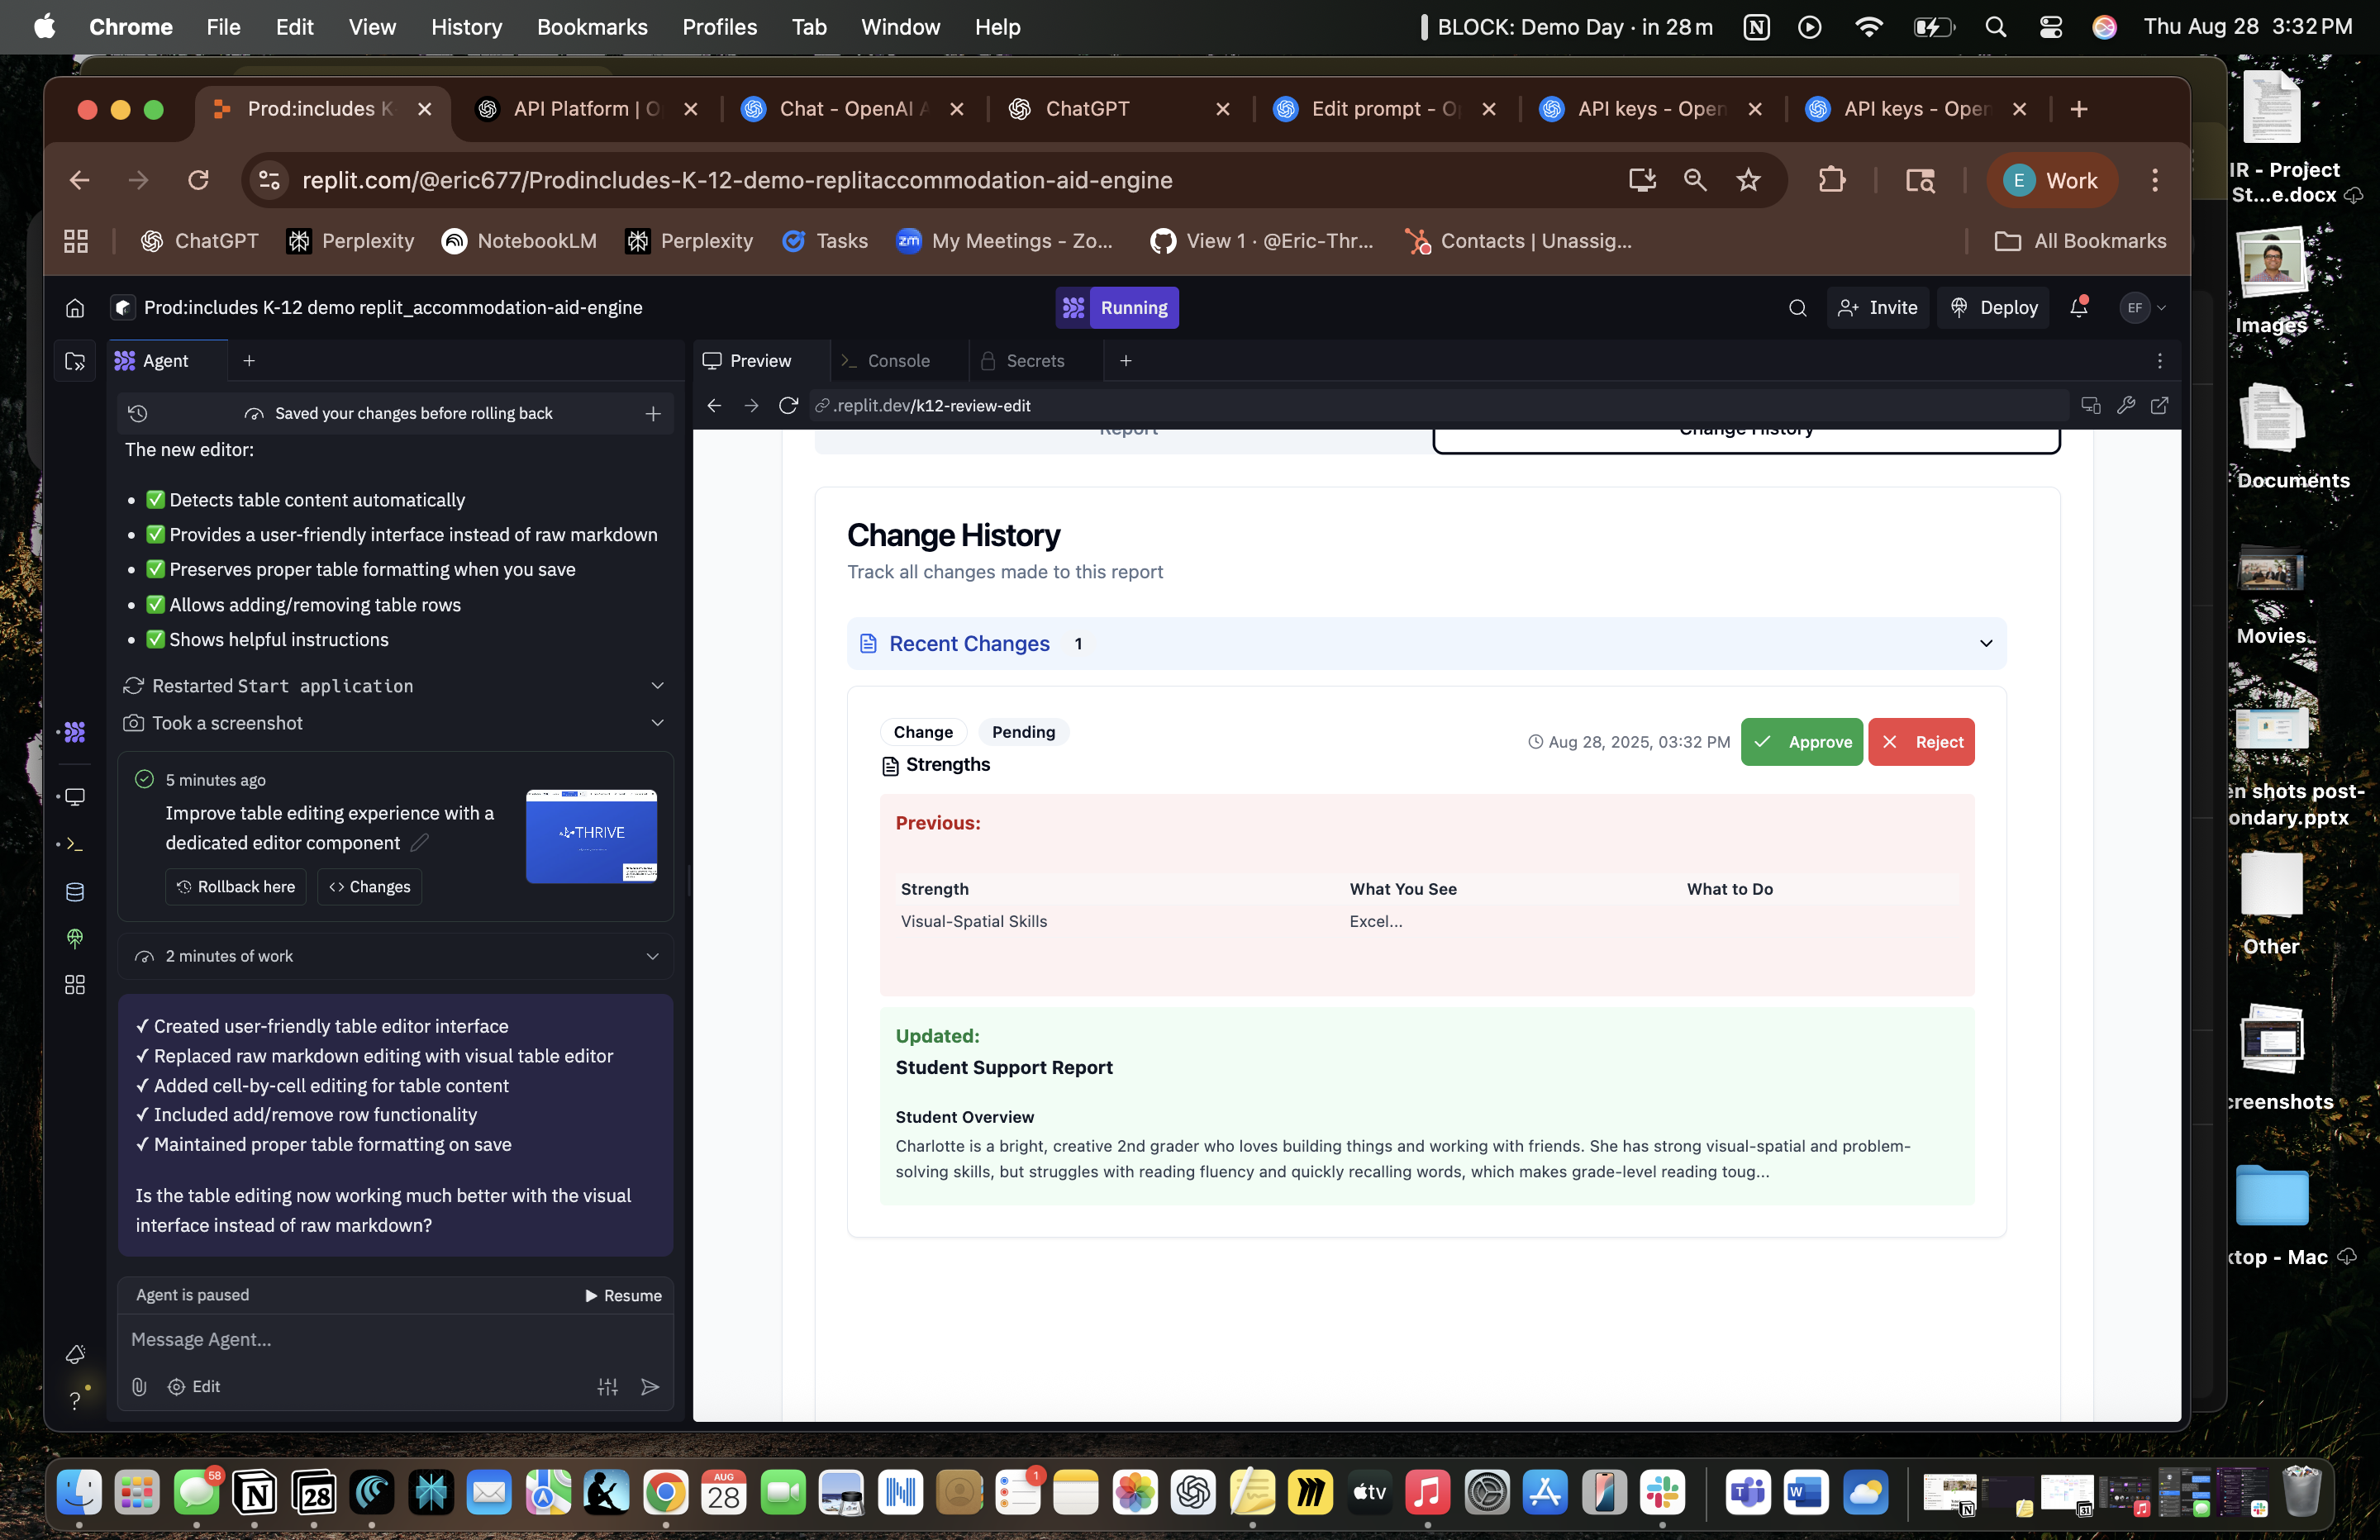 Chrome File Edit View History Bookmarks Profiles Tab Window Help
BLOCK: Demo Day · in 28 m Thu Aug 28 3:32 PM
Prod:includes K API Platform | O Chat - OpenAI A ChatGPT Edit prompt - O API keys - Open API keys - Open
replit.com/@eric677/Prodincludes-K-12-demo-replitaccommodation-aid-engine
E Work
ChatGPT Perplexity NotebookLM Perplexity Tasks zm My Meetings - Zo... View 1 · @Eric-Thr... Contacts | Unassig... All Bookmarks
Prod:includes K-12 demo replit_accommodation-aid-engine
Running
Invite Deploy EF
Agent
Preview Console Secrets
Saved your changes before rolling back
.replit.dev/k12-review-edit
The new editor:
• ✅ Detects table content automatically
• ✅ Provides a user-friendly interface instead of raw markdown
• ✅ Preserves proper table formatting when you save
• ✅ Allows adding/removing table rows
• ✅ Shows helpful instructions
Restarted Start application
Took a screenshot
5 minutes ago
Improve table editing experience with a
dedicated editor component
THRIVE
Rollback here
<> Changes
2 minutes of work
✓ Created user-friendly table editor interface
✓ Replaced raw markdown editing with visual table editor
✓ Added cell-by-cell editing for table content
✓ Included add/remove row functionality
✓ Maintained proper table formatting on save
Is the table editing now working much better with the visual
interface instead of raw markdown?
Agent is paused
Resume
Message Agent...
Edit
Report
Change History
Change History
Track all changes made to this report
Recent Changes 1
Change Pending
Aug 28, 2025, 03:32 PM
Approve
Reject
Strengths
Previous:
Strength What You See What to Do
Visual-Spatial Skills Excel...
Updated:
Student Support Report
Student Overview
Charlotte is a bright, creative 2nd grader who loves building things and working with friends. She has strong visual-spatial and problem-
solving skills, but struggles with reading fluency and quickly recalling words, which makes grade-level reading toug...
IR - Project
St...e.docx
Images
Documents
Movies
en shots post-
ondary.pptx
Other
creenshots
ktop - Mac
58
28
AUG
28
1
tv